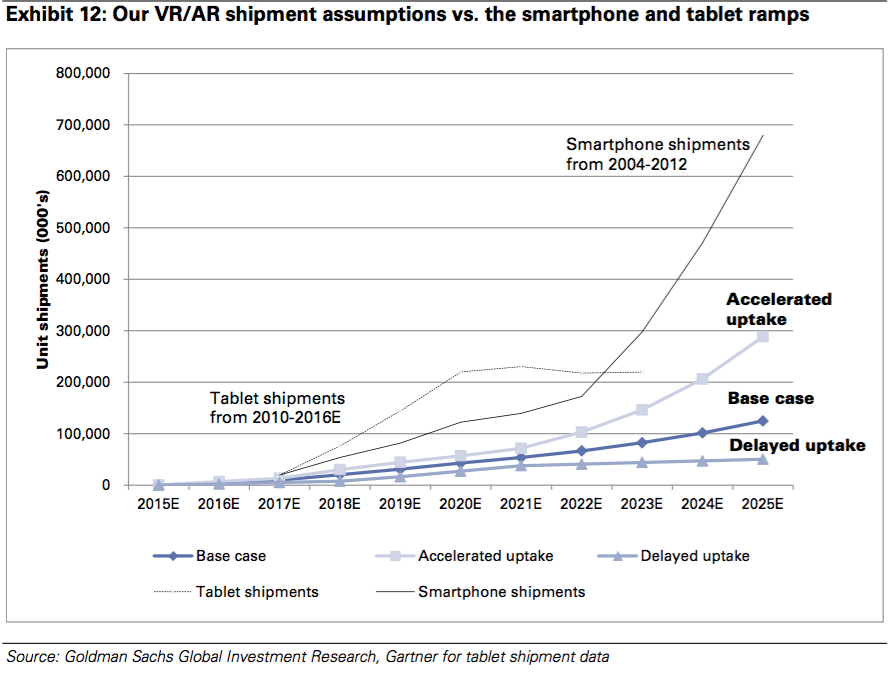 Exhibit 12: Our VR/AR shipment assumptions vs. the smartphone and tablet ramps
800,000
700,000
600,000
500,000
400,000
300,000
200,000
100,000
0
Unit shipments (000's)
Smartphone shipments
from 2004-2012
Accelerated
uptake
Tablet shipments
from 2010-2016E
Base case
Delayed uptake
2015E 2016E 2017E 2018E 2019E 2020E 2021E 2022E 2023E 2024E 2025E
Base case Accelerated uptake Delayed uptake
Tablet shipments Smartphone shipments
Source: Goldman Sachs Global Investment Research, Gartner for tablet shipment data